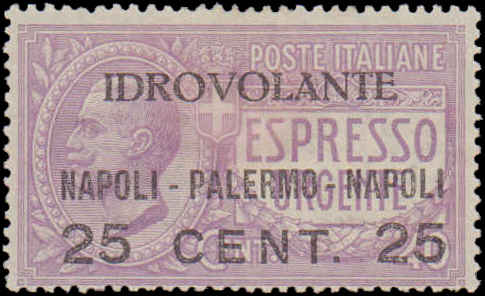 POSTE ITALIANE
IDROVOLANTE
ESPRESSO
NAPOLI - PALERMO - NAPOLI
URGENTE
25 CENT. 25